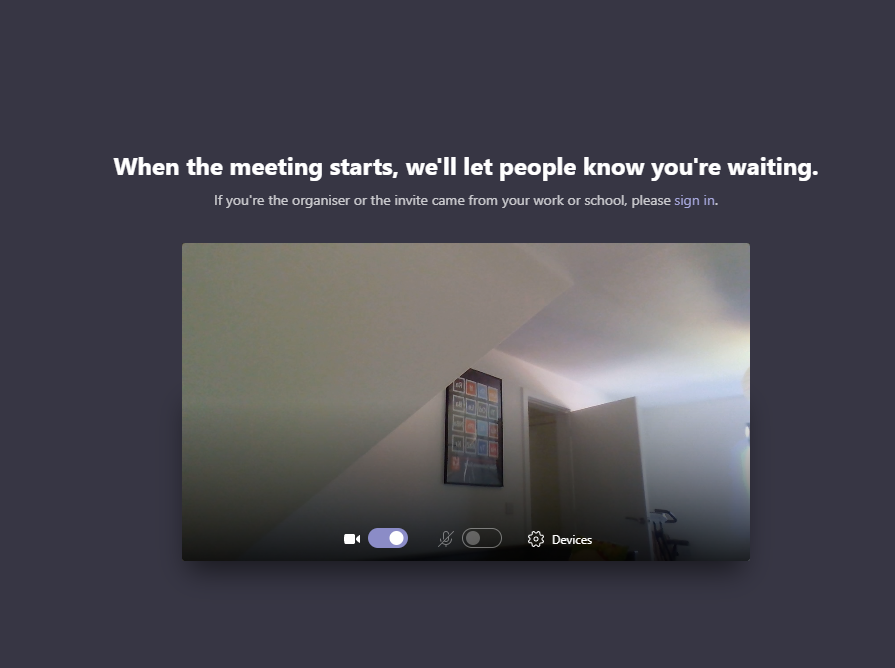 When the meeting starts, we'll let people know you're waiting.
If you're the organiser or the invite came from your work or school, please sign in.
Devices